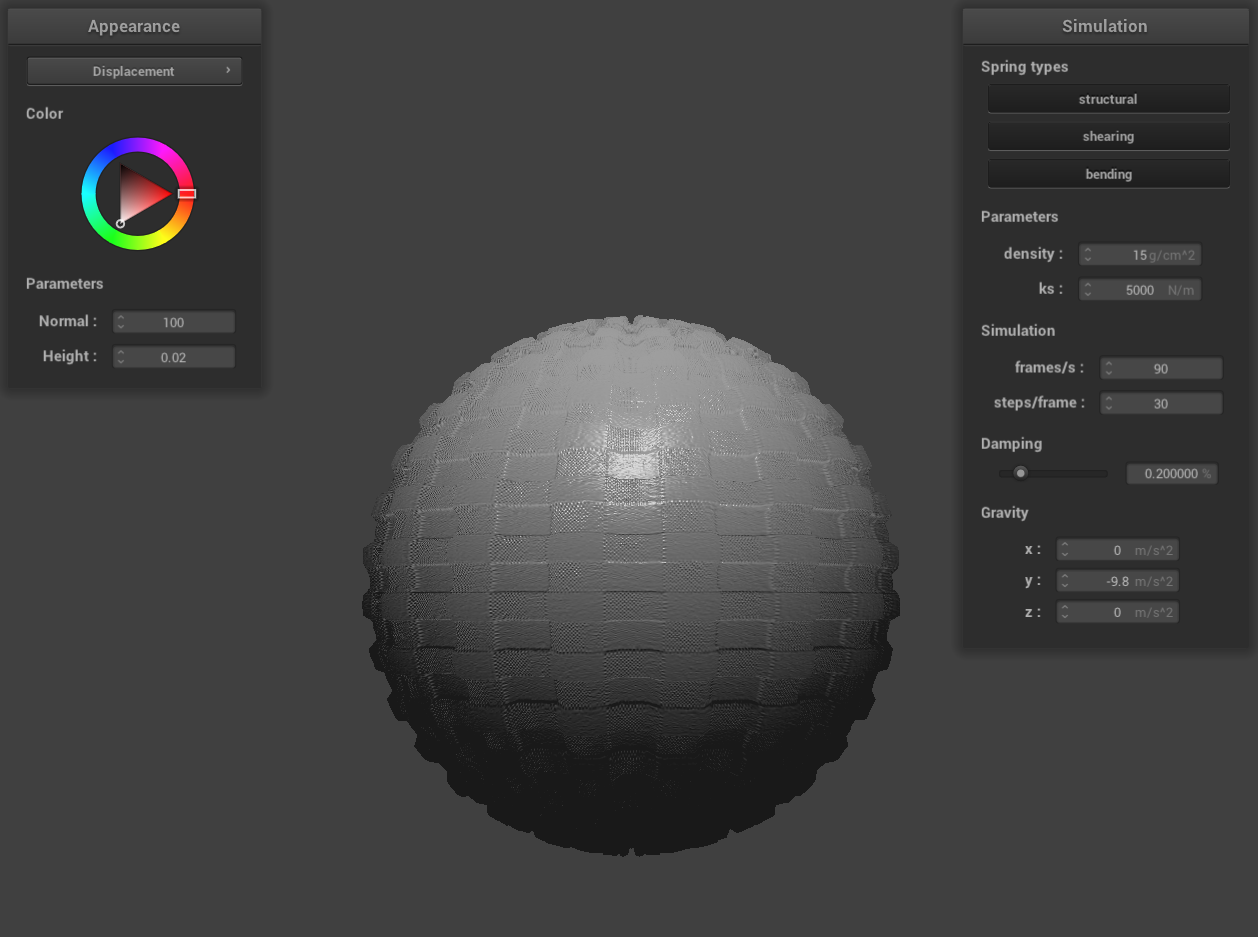 Appearance
Displacement ›
Color
Parameters
Normal : 100
Height : 0.02
Simulation
Spring types
structural
shearing
bending
Parameters
density : 15 g/cm^2
ks : 5000 N/m
Simulation
frames/s : 90
steps/frame : 30
Damping
0.200000 %
Gravity
x : 0 m/s^2
y : -9.8 m/s^2
z : 0 m/s^2